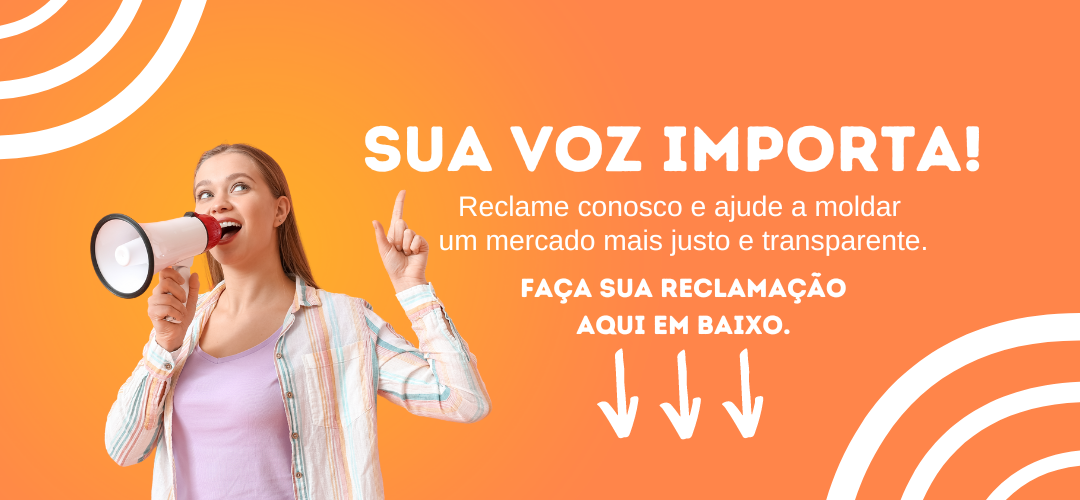 SUA VOZ IMPORTA!
Reclame conosco e ajude a moldar
um mercado mais justo e transparente.
FAÇA SUA RECLAMAÇÃO
AQUI EM BAIXO.